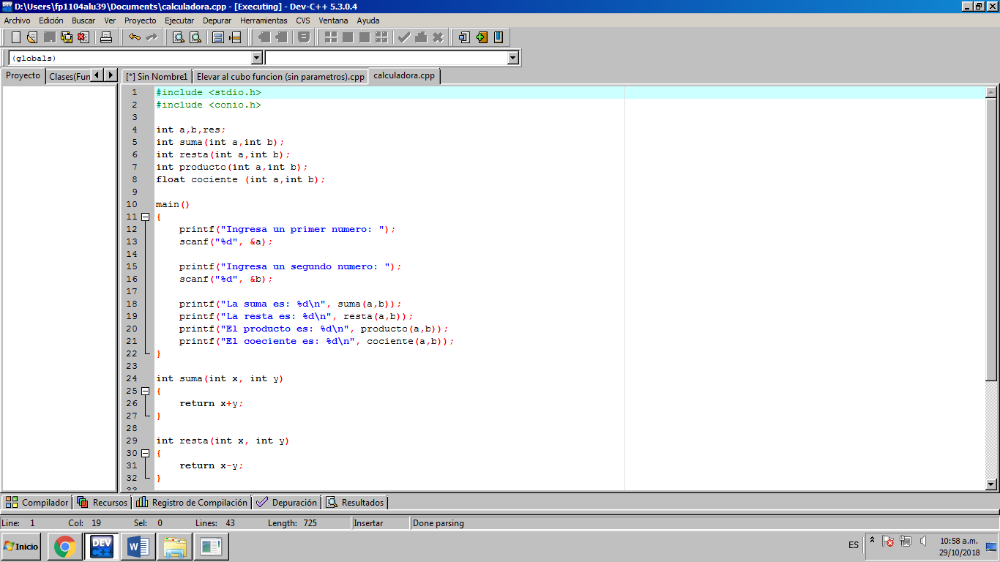 D:\Users\fp1104alu39\Documents\calculadora.cpp - [Executing] - Dev-C++ 5.3.0.4
Archivo Edición Buscar Ver Proyecto Ejecutar Depurar Herramientas CVS Ventana Ayuda
(globals)
Proyecto Clases(Fun [*] Sin Nombre1 Elevar al cubo funcion (sin parametros).cpp calculadora.cpp
1 #include <stdio.h>
2 #include <conio.h>
3
4 int a,b,res;
5 int suma(int a,int b);
6 int resta(int a,int b);
7 int producto(int a,int b);
8 float cociente (int a,int b);
9
10 main()
11 {
12 printf("Ingresa un primer numero: ");
13 scanf("%d", &a);
14
15 printf("Ingresa un segundo numero: ");
16 scanf("%d", &b);
17
18 printf("La suma es: %d\n", suma(a,b));
19 printf("La resta es: %d\n", resta(a,b));
20 printf("El producto es: %d\n", producto(a,b));
21 printf("El coeciente es: %d\n", cociente(a,b));
22 }
23
24 int suma(int x, int y)
25 {
26 return x+y;
27 }
28
29 int resta(int x, int y)
30 {
31 return x-y;
32 }
33
Compilador Recursos Registro de Compilación Depuración Resultados
Line: 1 Col: 19 Sel: 0 Lines: 43 Length: 725 Insertar Done parsing
Inicio DEV C++ W ES 10:58 a.m.
29/10/2018